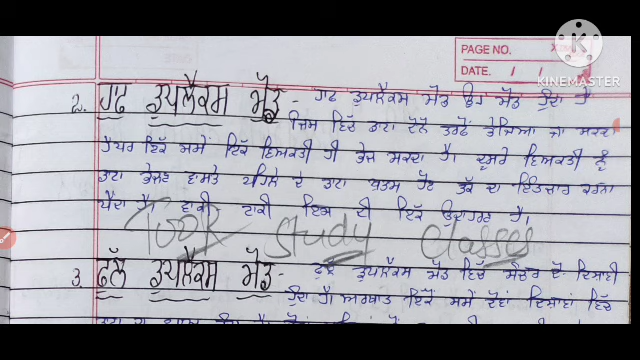 PAGE NO.
DATE. / /
KINEMASTER
2. ਹਾਫ ਡੁਪਲੈਕਸ ਮੋਡ - ਹਾਫ ਡੁਪਲੈਕਸ ਮੋਡ ਉਹ ਮੋਡ ਹੁੰਦਾ ਹੈ
ਜਿਸ ਵਿੱਚ ਡਾਟਾ ਦੋਨੋ ਤਰਫੋਂ ਭੇਜਿਆ ਜਾ ਸਕਦਾ
ਹੈ ਪਰ ਇੱਕ ਸਮੇਂ ਇੱਕ ਵਿਅਕਤੀ ਹੀ ਭੇਜ ਸਕਦਾ ਹੈ। ਦੂਸਰੇ ਵਿਅਕਤੀ ਨੂੰ
ਡਾਟਾ ਭੇਜਣ ਵਾਸਤੇ ਪਹਿਲੇ ਦੇ ਡਾਟਾ ਖਤਮ ਹੋਣ ਤੱਕ ਦਾ ਇੰਤਜ਼ਾਰ ਕਰਨਾ
ਪੈਂਦਾ ਹੈ। ਵਾਕੀ ਟਾਕੀ ਇਸ ਦੀ ਇੱਕ ਉਦਾਹਰਣ ਹੈ।
Study Classes
3. ਫੁੱਲ ਡੁਪਲੈਕਸ ਮੋਡ - ਫੁਲ ਡੁਪਲੈਕਸ ਮੋਡ ਵਿੱਚ ਸੰਚਾਰ ਦੋ ਦਿਸ਼ਾਵੀ
ਹੁੰਦਾ ਹੈ। ਅਰਥਾਤ ਇੱਕੋ ਸਮੇਂ ਦੋਵਾਂ ਦਿਸ਼ਾਵਾਂ ਵਿੱਚ